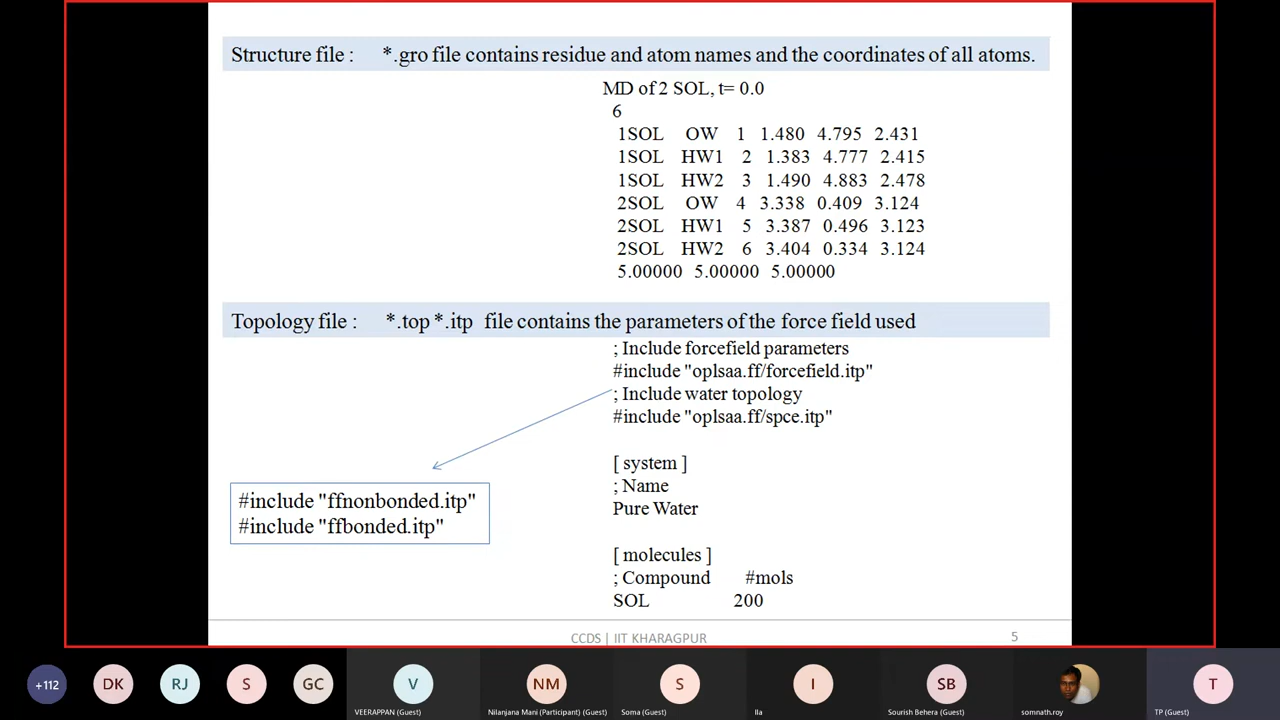 Structure file : *.gro file contains residue and atom names and the coordinates of all atoms.
MD of 2 SOL, t= 0.0
6
1SOL OW 1 1.480 4.795 2.431
1SOL HW1 2 1.383 4.777 2.415
1SOL HW2 3 1.490 4.883 2.478
2SOL OW 4 3.338 0.409 3.124
2SOL HW1 5 3.387 0.496 3.123
2SOL HW2 6 3.404 0.334 3.124
5.00000 5.00000 5.00000
Topology file : *.top *.itp file contains the parameters of the force field used
; Include forcefield parameters
#include "oplsaa.ff/forcefield.itp"
; Include water topology
#include "oplsaa.ff/spce.itp"
[ system ]
; Name
Pure Water
[ molecules ]
; Compound #mols
SOL 200
#include "ffnonbonded.itp"
#include "ffbonded.itp"
CCDS | IIT KHARAGPUR 5
+112 DK RJ S GC V NM S I SB T
VEERAPPAN (Guest) Nilanjana Mani (Participant) (Guest) Soma (Guest) Ila Sourish Behera (Guest) somnath.roy TP (Guest)